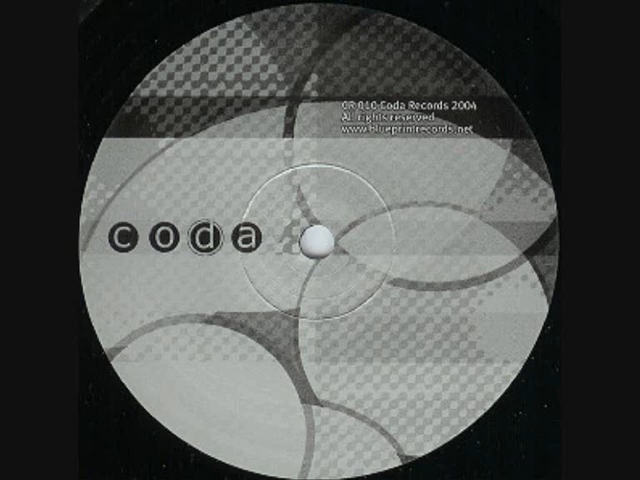 CR 010 Coda Records 2004
All rights reserved
www.blueprintrecords.net
coda